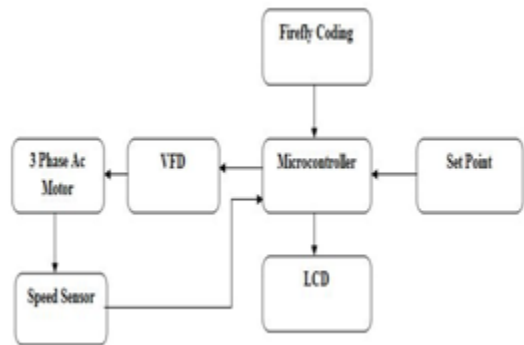 Firefly Coding
3 Phase Ac
Motor
VFD
Microcontroller
Set Point
Speed Sensor
LCD